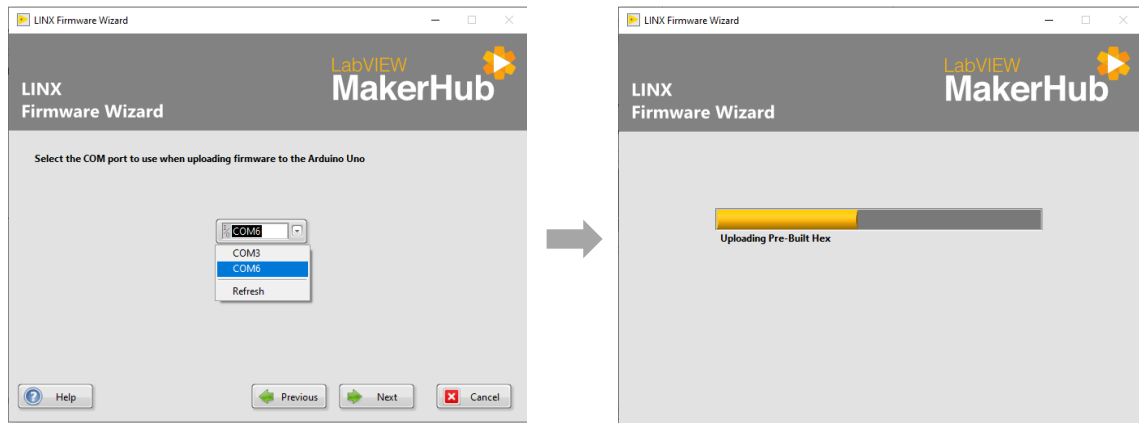 LINX Firmware Wizard
LabVIEW
MakerHub
LINX
Firmware Wizard
Select the COM port to use when uploading firmware to the Arduino Uno
COM6
COM3
COM6
Refresh
Help
Previous
Next
Cancel
LINX Firmware Wizard
LabVIEW
MakerHub
LINX
Firmware Wizard
Uploading Pre-Built Hex